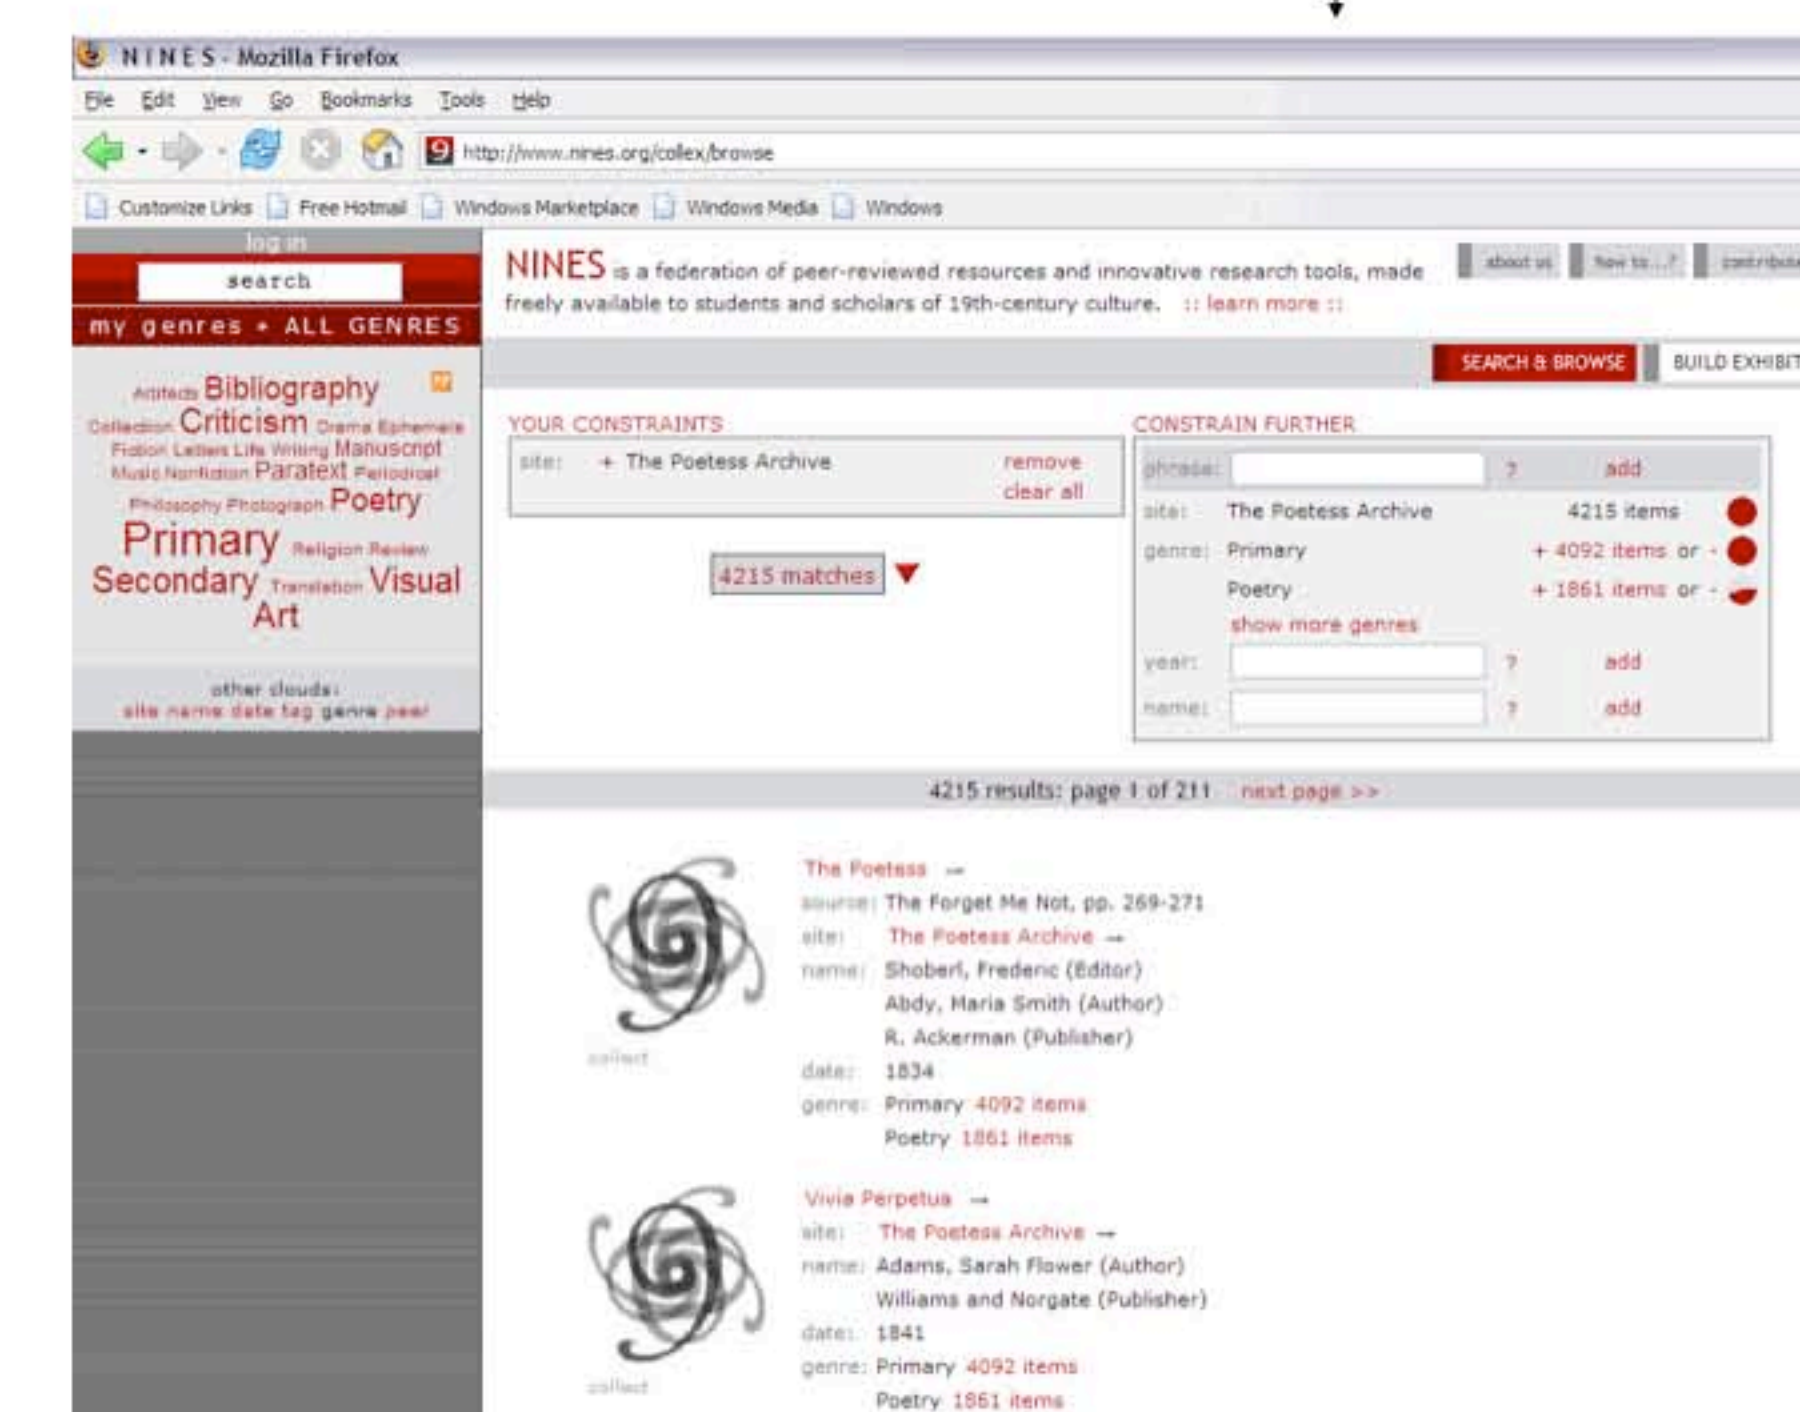 N I N E S - Mozilla Firefox
File Edit View Go Bookmarks Tools Help
9 http://www.nines.org/collex/browse
Customize Links Free Hotmail Windows Marketplace Windows Media Windows
log in
search
my genres • ALL GENRES
Artifacts Bibliography
Collection Criticism Drama Ephemera
Fiction Letters Life Writing Manuscript
Music Nonfiction Paratext Periodical
Philosophy Photograph Poetry
Primary Religion Review
Secondary Translation Visual
Art
other clouds:
site name date tag genre peer
NINES is a federation of peer-reviewed resources and innovative research tools, made
freely available to students and scholars of 19th-century culture. :: learn more ::
about us how to...? contribute
SEARCH & BROWSE BUILD EXHIBIT
YOUR CONSTRAINTS
site: + The Poetess Archive remove
clear all
4215 matches
CONSTRAIN FURTHER
phrase: ? add
site: The Poetess Archive 4215 items
genre: Primary + 4092 items or -
Poetry + 1861 items or -
show more genres
year: ? add
name: ? add
4215 results: page 1 of 211 next page >>
The Poetess →
source: The Forget Me Not, pp. 269-271
site: The Poetess Archive →
name: Shoberl, Frederic (Editor)
Abdy, Maria Smith (Author)
R. Ackerman (Publisher)
date: 1834
genre: Primary 4092 items
Poetry 1861 items
collect
Vivia Perpetua →
site: The Poetess Archive →
name: Adams, Sarah Flower (Author)
Williams and Norgate (Publisher)
date: 1841
genre: Primary 4092 items
Poetry 1861 items
collect